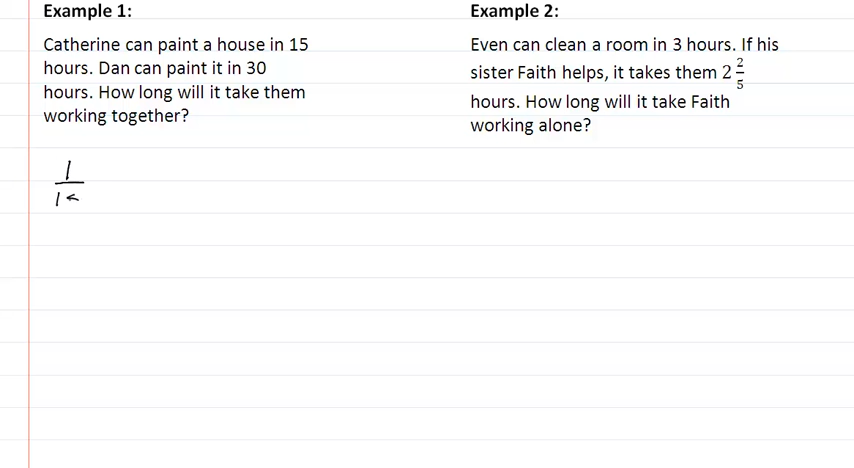 Example 1:
Catherine can paint a house in 15
hours. Dan can paint it in 30
hours. How long will it take them
working together?
1
Example 2:
Even can clean a room in 3 hours. If his
sister Faith helps, it takes them 2 2/5
hours. How long will it take Faith
working alone?